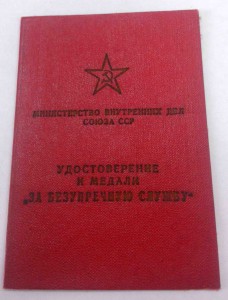 МИНИСТЕРСТВО ВНУТРЕННИХ ДЕЛ
СОЮЗА ССР
УДОСТОВЕРЕНИЕ
К МЕДАЛИ
„ЗА БЕЗУПРЕЧНУЮ СЛУЖБУ"